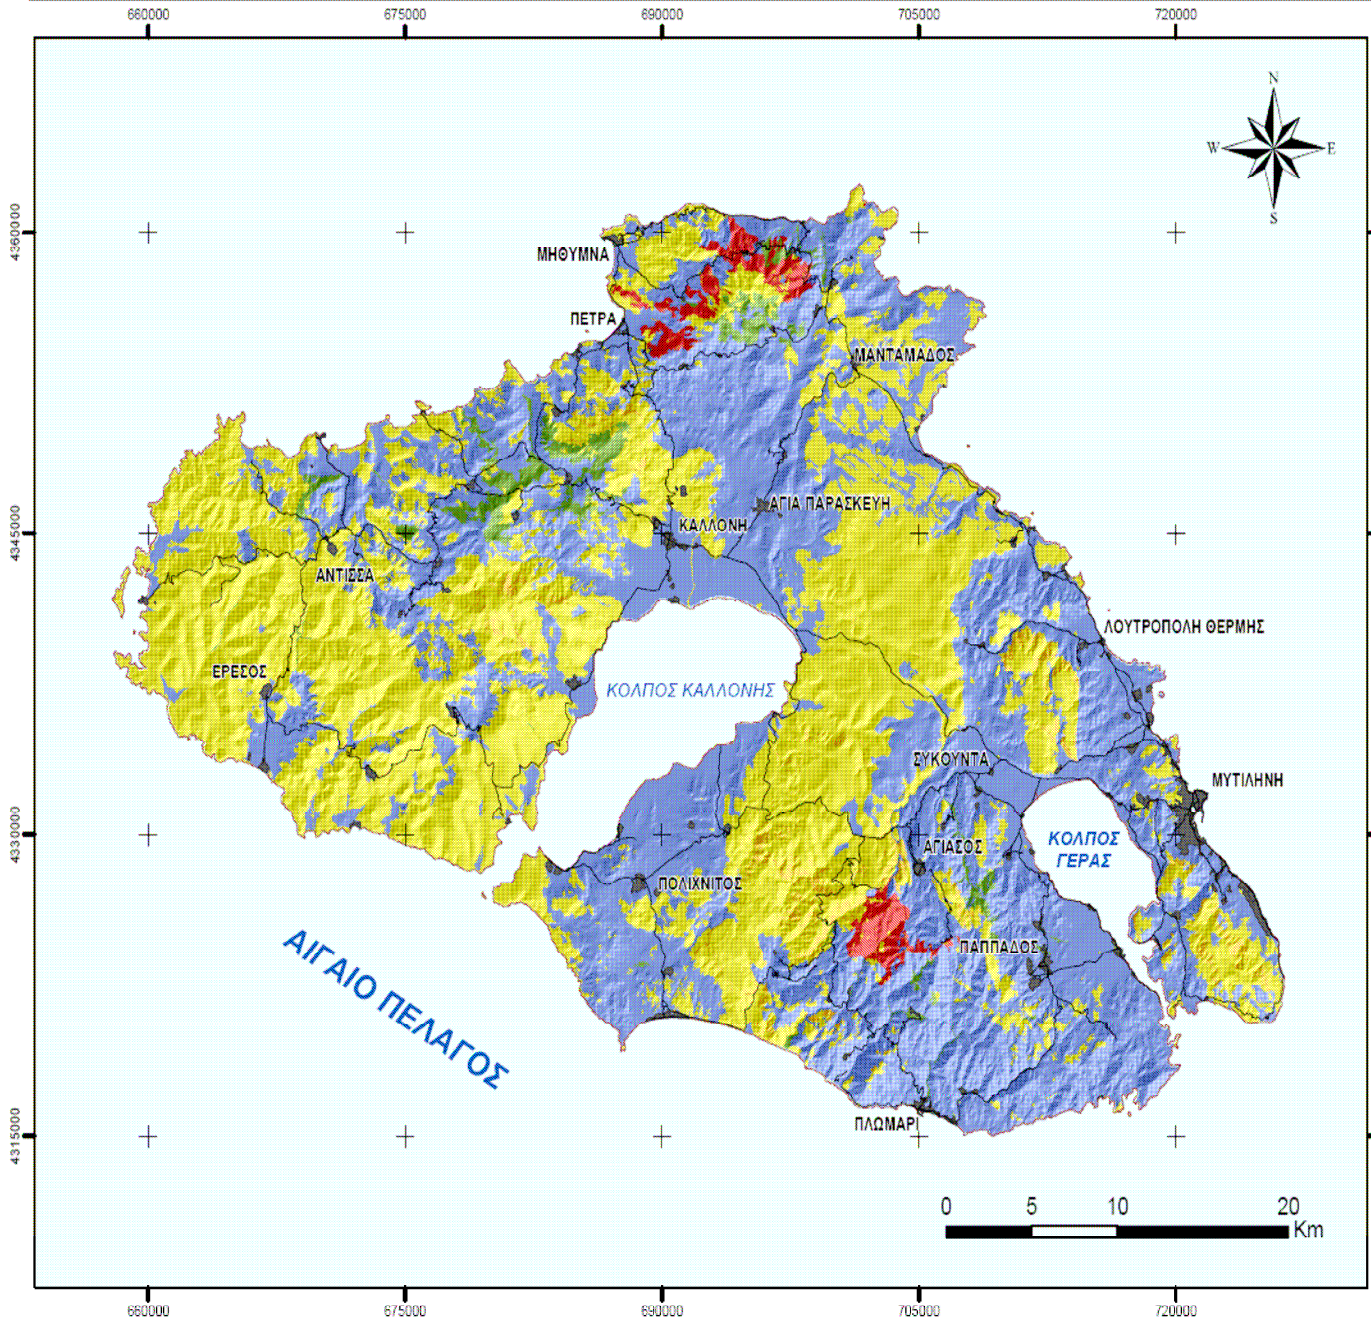 660000 675000 690000 705000 720000
N
W E
S
4360000
ΜΗΘΥΜΝΑ
ΠΕΤΡΑ
ΜΑΝΤΑΜΑΔΟΣ
ΑΓΙΑ ΠΑΡΑΣΚΕΥΗ
ΚΑΛΛΟΝΗ
4345000
ΑΝΤΙΣΣΑ
ΛΟΥΤΡΟΠΟΛΗ ΘΕΡΜΗΣ
ΕΡΕΣΟΣ
ΚΟΛΠΟΣ ΚΑΛΛΟΝΗΣ
ΣΥΚΟΥΝΤΑ
ΜΥΤΙΛΗΝΗ
4330000
ΚΟΛΠΟΣ
ΓΕΡΑΣ
ΑΓΙΑΣΟΣ
ΠΟΛΙΧΝΙΤΟΣ
ΠΑΠΠΑΔΟΣ
ΑΙΓΑΙΟ ΠΕΛΑΓΟΣ
ΠΛΩΜΑΡΙ
4315000
0 5 10 20
Km
660000 675000 690000 705000 720000